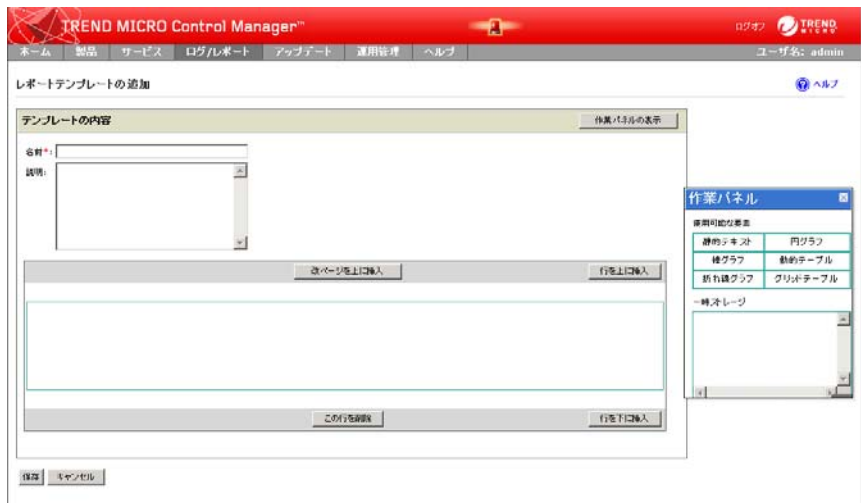 TREND MICRO Control Manager™
ログオフ
TREND MICRO
ホーム 製品 サービス ログ/レポート アップデート 運用管理 ヘルプ
ユーザ名: admin
レポートテンプレートの追加
ヘルプ
テンプレートの内容
作業パネルの表示
名前*:
説明:
改ページを上に挿入
行を上に挿入
この行を削除
行を下に挿入
保存
キャンセル
作業パネル
使用可能な要素
静的テキスト 円グラフ
棒グラフ 動的テーブル
折れ線グラフ グリッドテーブル
一時ストレージ